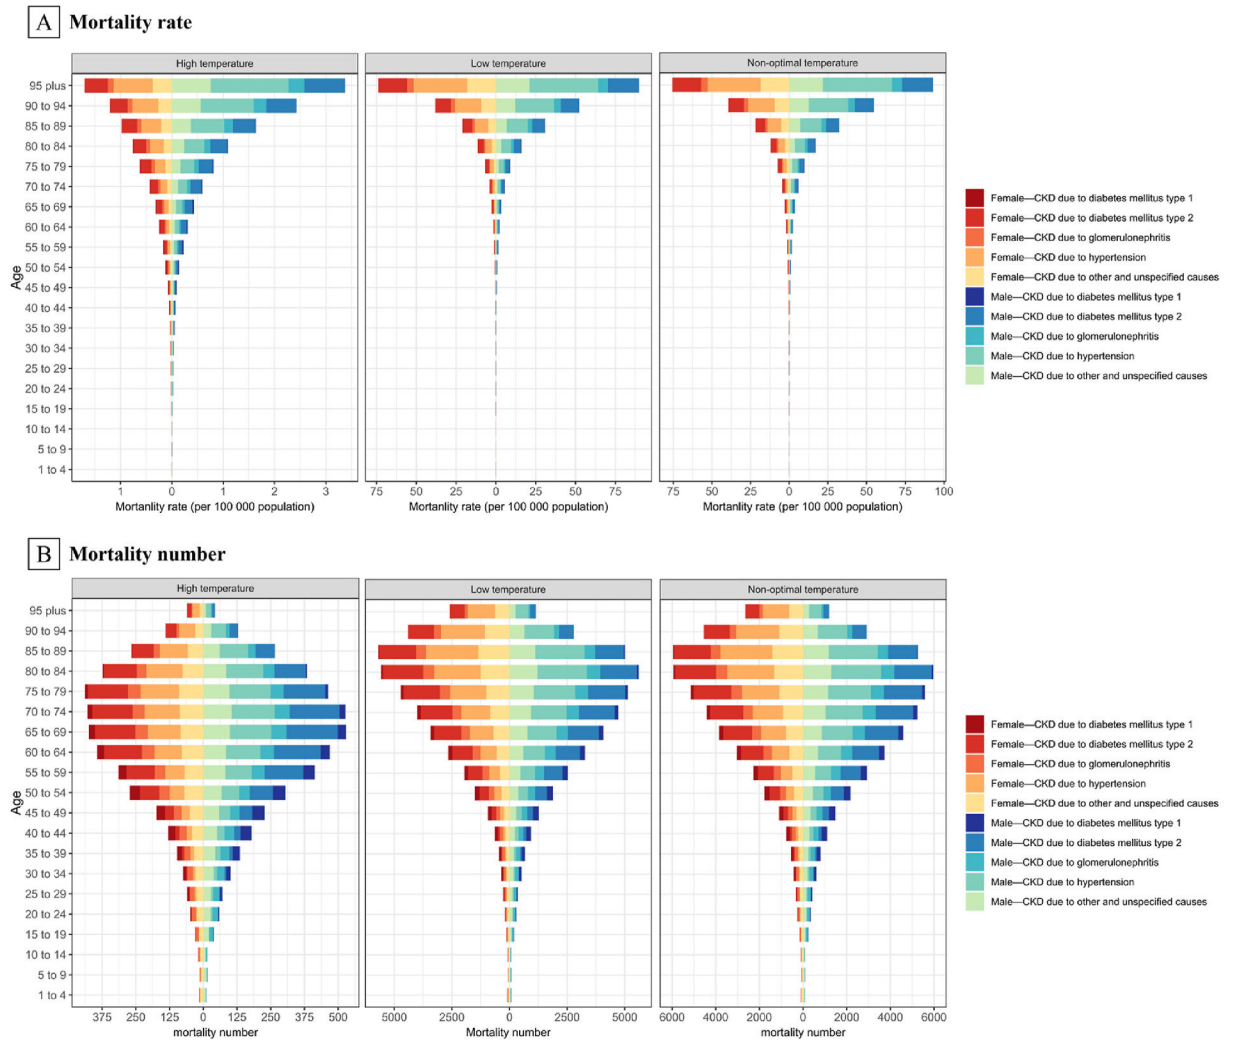 A Mortality rate
High temperature
Low temperature
Non-optimal temperature
Age
95 plus
90 to 94
85 to 89
80 to 84
75 to 79
70 to 74
65 to 69
60 to 64
55 to 59
50 to 54
45 to 49
40 to 44
35 to 39
30 to 34
25 to 29
20 to 24
15 to 19
10 to 14
5 to 9
1 to 4
1 0 1 2 3
75 50 25 0 25 50 75
75 50 25 0 25 50 75 100
Mortanlity rate (per 100 000 population)
Mortanlity rate (per 100 000 population)
Mortanlity rate (per 100 000 population)
Female—CKD due to diabetes mellitus type 1
Female—CKD due to diabetes mellitus type 2
Female—CKD due to glomerulonephritis
Female—CKD due to hypertension
Female—CKD due to other and unspecified causes
Male—CKD due to diabetes mellitus type 1
Male—CKD due to diabetes mellitus type 2
Male—CKD due to glomerulonephritis
Male—CKD due to hypertension
Male—CKD due to other and unspecified causes
B Mortality number
High temperature
Low temperature
Non-optimal temperature
Age
95 plus
90 to 94
85 to 89
80 to 84
75 to 79
70 to 74
65 to 69
60 to 64
55 to 59
50 to 54
45 to 49
40 to 44
35 to 39
30 to 34
25 to 29
20 to 24
15 to 19
10 to 14
5 to 9
1 to 4
375 250 125 0 125 250 375 500
5000 2500 0 2500 5000
6000 4000 2000 0 2000 4000 6000
mortality number
Mortality number
mortality number
Female—CKD due to diabetes mellitus type 1
Female—CKD due to diabetes mellitus type 2
Female—CKD due to glomerulonephritis
Female—CKD due to hypertension
Female—CKD due to other and unspecified causes
Male—CKD due to diabetes mellitus type 1
Male—CKD due to diabetes mellitus type 2
Male—CKD due to glomerulonephritis
Male—CKD due to hypertension
Male—CKD due to other and unspecified causes